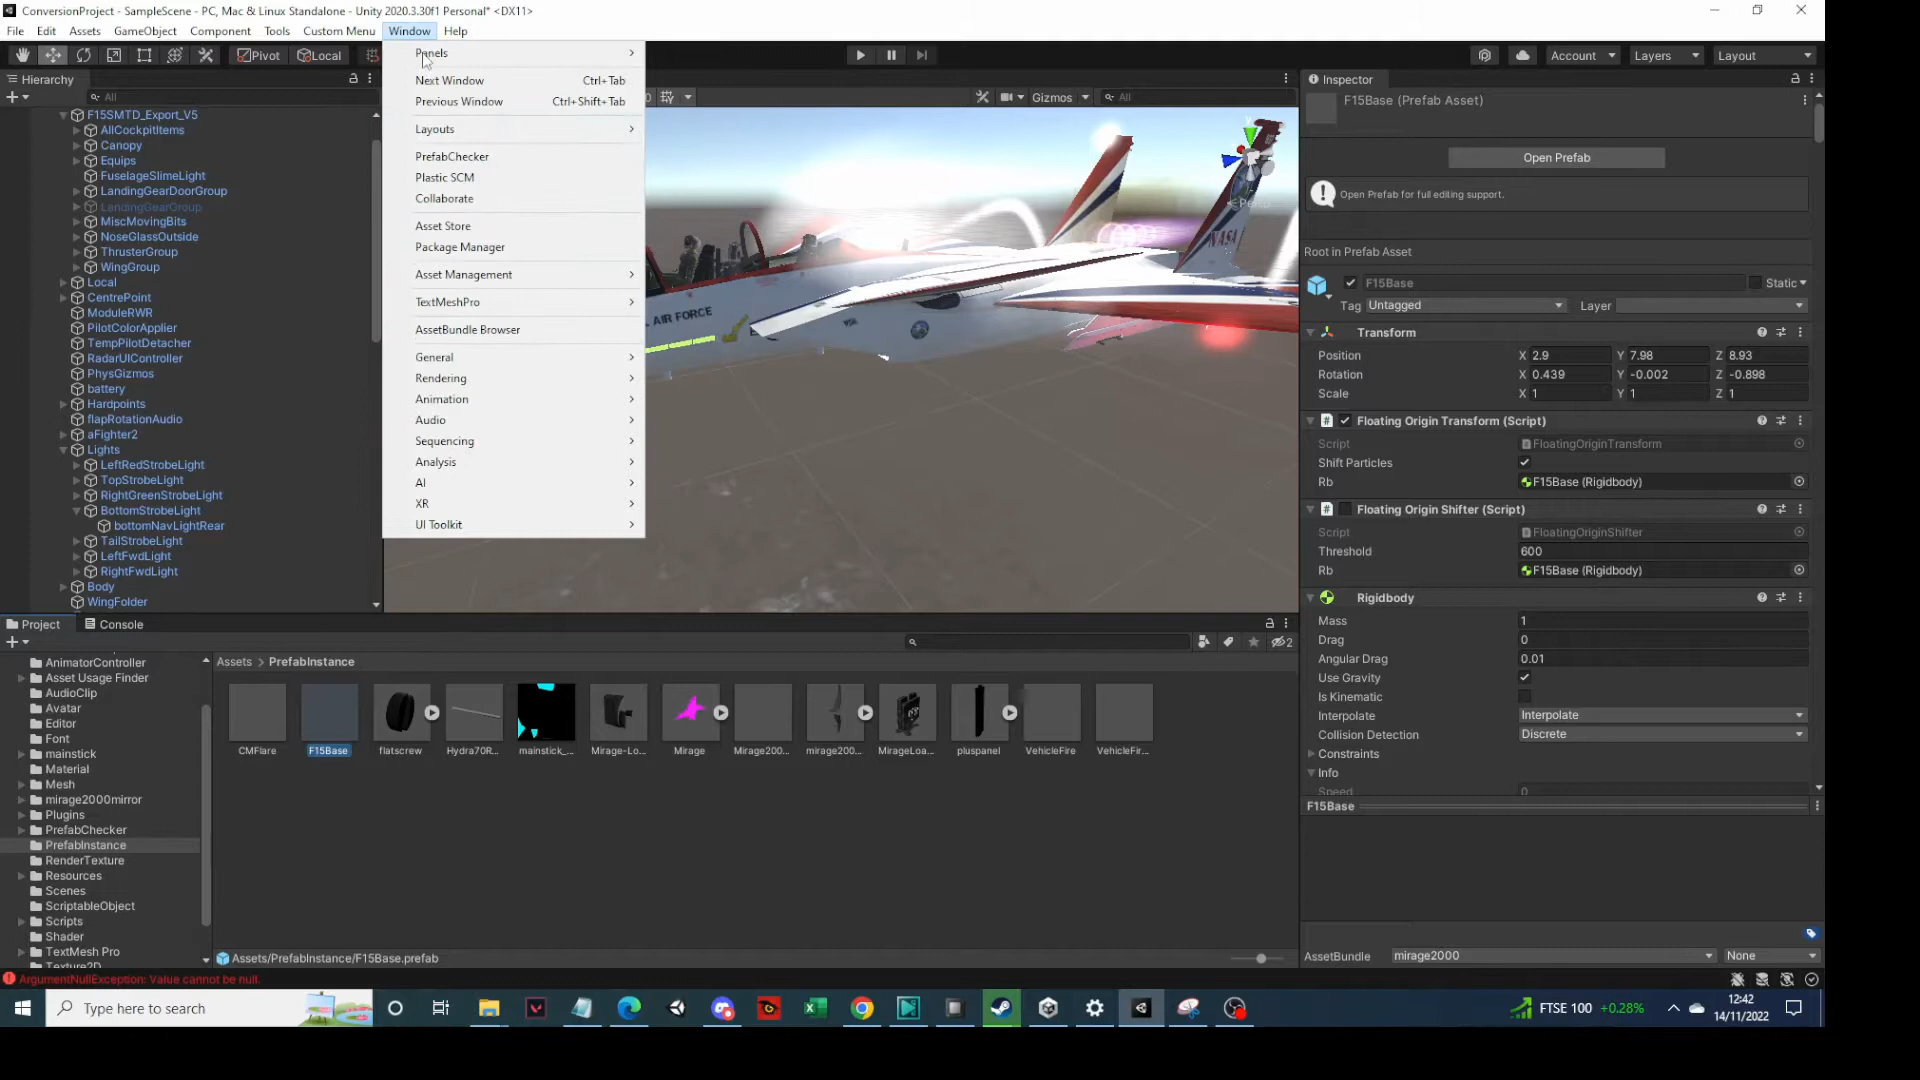 ConversionProject - SampleScene - PC, Mac & Linux Standalone - Unity 2020.3.30f1 Personal* <DX11>
File Edit Assets GameObject Component Tools Custom Menu Window Help
Pivot Local Account Layers Layout
Hierarchy
All
F15SMTD_Export_V5
AllCockpitItems
Canopy
Equips
FuselageSlimeLight
LandingGearDoorGroup
LandingGearGroup
MiscMovingBits
NoseGlassOutside
ThrusterGroup
WingGroup
Local
CentrePoint
ModuleRWR
PilotColorApplier
TempPilotDetacher
RadarUIController
PhysGizmos
battery
Hardpoints
flapRotationAudio
aFighter2
Lights
LeftRedStrobeLight
TopStrobeLight
RightGreenStrobeLight
BottomStrobeLight
bottomNavLightRear
TailStrobeLight
LeftFwdLight
RightFwdLight
Body
WingFolder
Panels
Next Window Ctrl+Tab
Previous Window Ctrl+Shift+Tab
Layouts
PrefabChecker
Plastic SCM
Collaborate
Asset Store
Package Manager
Asset Management
TextMeshPro
AssetBundle Browser
General
Rendering
Animation
Audio
Sequencing
Analysis
AI
XR
UI Toolkit
0 Gizmos All
NASA
AIR FORCE
Inspector
F15Base (Prefab Asset)
Open Prefab
Open Prefab for full editing support.
Root in Prefab Asset
F15Base Static
Tag Untagged Layer
Transform
Position X 2.9 Y 7.98 Z 8.93
Rotation X 0.439 Y -0.002 Z -0.898
Scale X 1 Y 1 Z 1
Floating Origin Transform (Script)
Script FloatingOriginTransform
Shift Particles
Rb F15Base (Rigidbody)
Floating Origin Shifter (Script)
Script FloatingOriginShifter
Threshold 600
Rb F15Base (Rigidbody)
Rigidbody
Mass 1
Drag 0
Angular Drag 0.01
Use Gravity
Is Kinematic
Interpolate Interpolate
Collision Detection Discrete
Constraints
Info
Speed 0
F15Base
AssetBundle mirage2000 None
Project Console
2
AnimatorController
Asset Usage Finder
AudioClip
Avatar
Editor
Font
mainstick
Material
Mesh
mirage2000mirror
Plugins
PrefabChecker
PrefabInstance
RenderTexture
Resources
Scenes
ScriptableObject
Scripts
Shader
TextMesh Pro
Texture2D
Assets > PrefabInstance
CMFlare F15Base flatscrew Hydra70R... mainstick_... Mirage-Lo... Mirage Mirage200... mirage200... MirageLoa... pluspanel VehicleFire VehicleFir...
Assets/PrefabInstance/F15Base.prefab
ArgumentNullException: Value cannot be null.
Type here to search
FTSE 100 +0.28%
12:42
14/11/2022